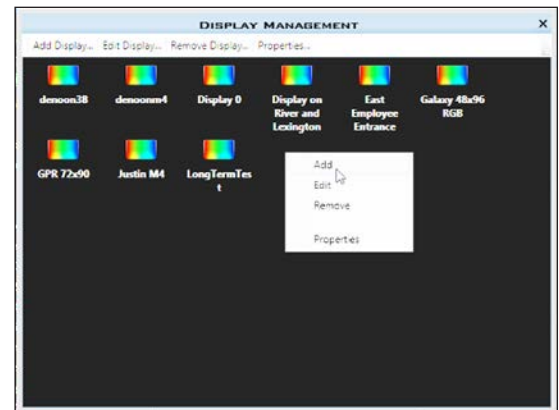 DISPLAY MANAGEMENT
Add Display... Edit Display... Remove Display... Properties...
denoon3B
denoonm4
Display 0
Display on
River and
Lexington
East
Employee
Entrance
Galaxy 48x96
RGB
GPR 72x90
Justin M4
LongTermTes
t
Add
Edit
Remove
Properties